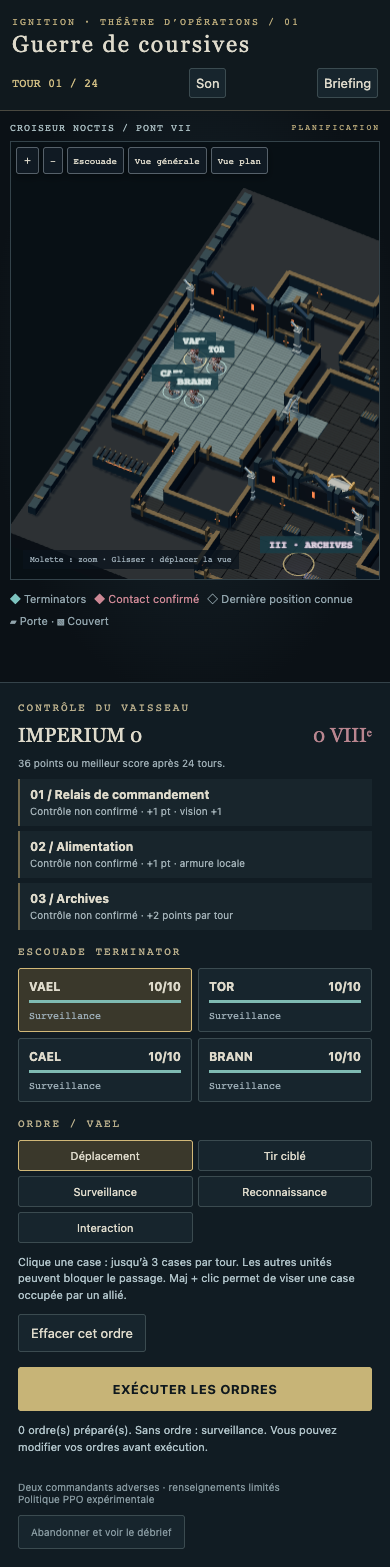 IGNITION · THÉÂTRE D’OPÉRATIONS / 01
Guerre de coursives
TOUR 01 / 24
Son
Briefing
CROISEUR NOCTIS / PONT VII
PLANIFICATION
+
−
Escouade
Vue générale
Vue plan
TOR
BRANN
III · ARCHIVES
Molette : zoom · Glisser : déplacer la vue
Terminators
Contact confirmé
Dernière position connue
Porte · Couvert
CONTRÔLE DU VAISSEAU
IMPERIUM 0
0 VIIIᵉ
36 points ou meilleur score après 24 tours.
01 / Relais de commandement
Contrôle non confirmé · +1 pt · vision +1
02 / Alimentation
Contrôle non confirmé · +1 pt · armure locale
03 / Archives
Contrôle non confirmé · +2 points par tour
ESCOUADE TERMINATOR
VAEL 10/10
Surveillance
TOR 10/10
Surveillance
CAEL 10/10
Surveillance
BRANN 10/10
Surveillance
ORDRE / VAEL
Déplacement
Tir ciblé
Surveillance
Reconnaissance
Interaction
Clique une case : jusqu’à 3 cases par tour. Les autres unités
peuvent bloquer le passage. Maj + clic permet de viser une case
occupée par un allié.
Effacer cet ordre
EXÉCUTER LES ORDRES
0 ordre(s) préparé(s). Sans ordre : surveillance. Vous pouvez
modifier vos ordres avant exécution.
Deux commandants adverses · renseignements limités
Politique PPO expérimentale
Abandonner et voir le débrief